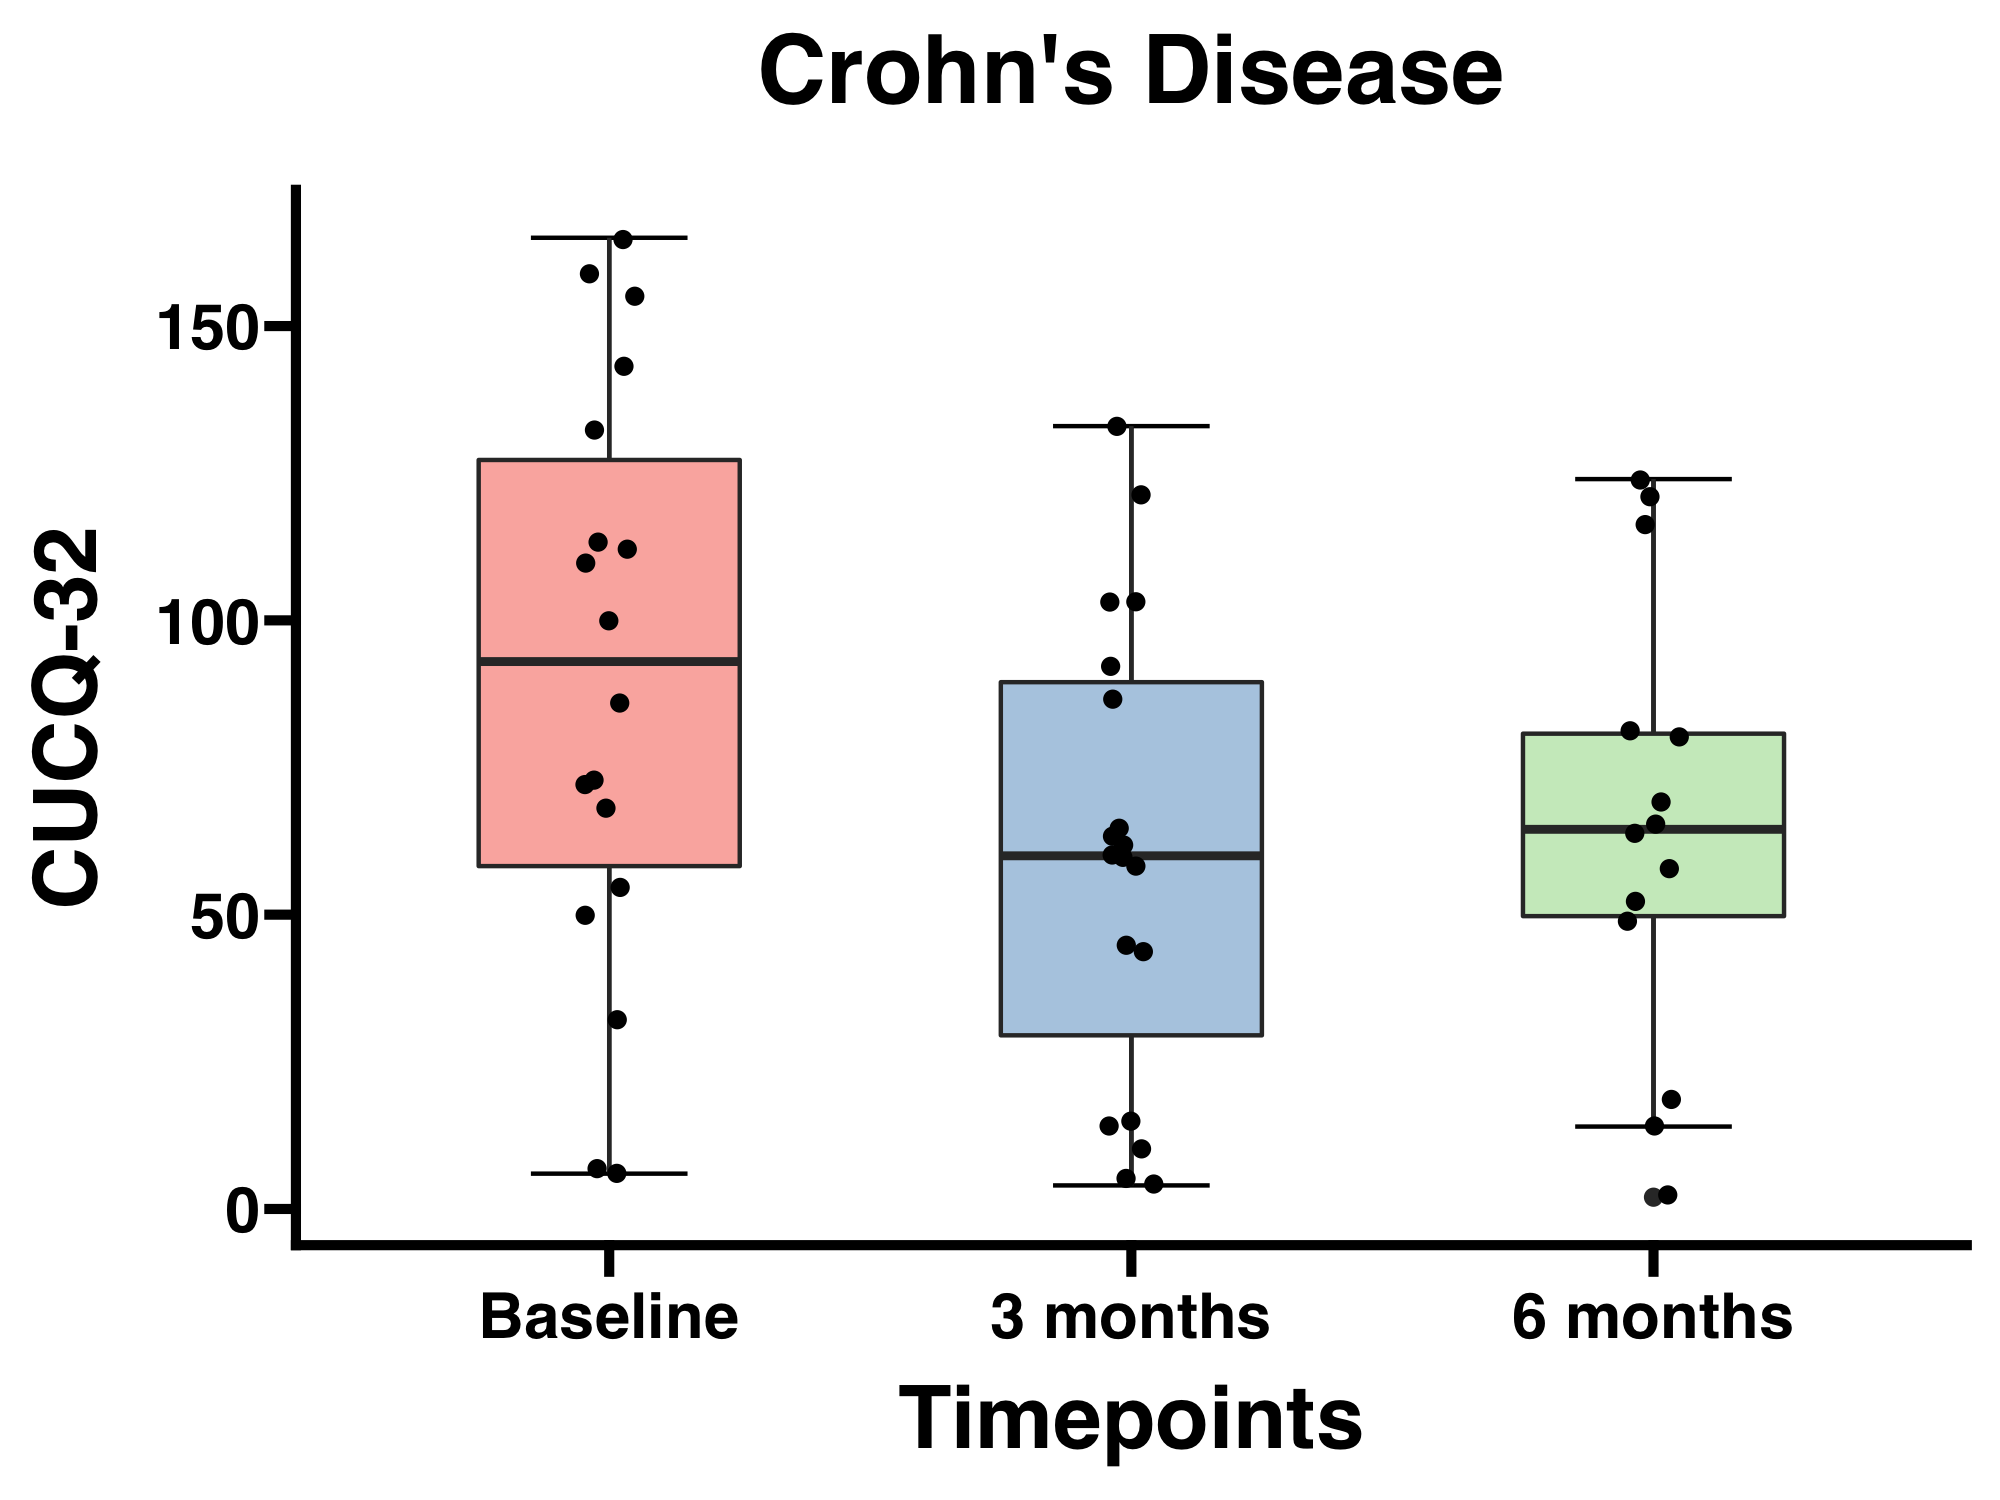 Crohn's Disease
CUCQ-32
150
100
50
0
Baseline
3 months
6 months
Timepoints